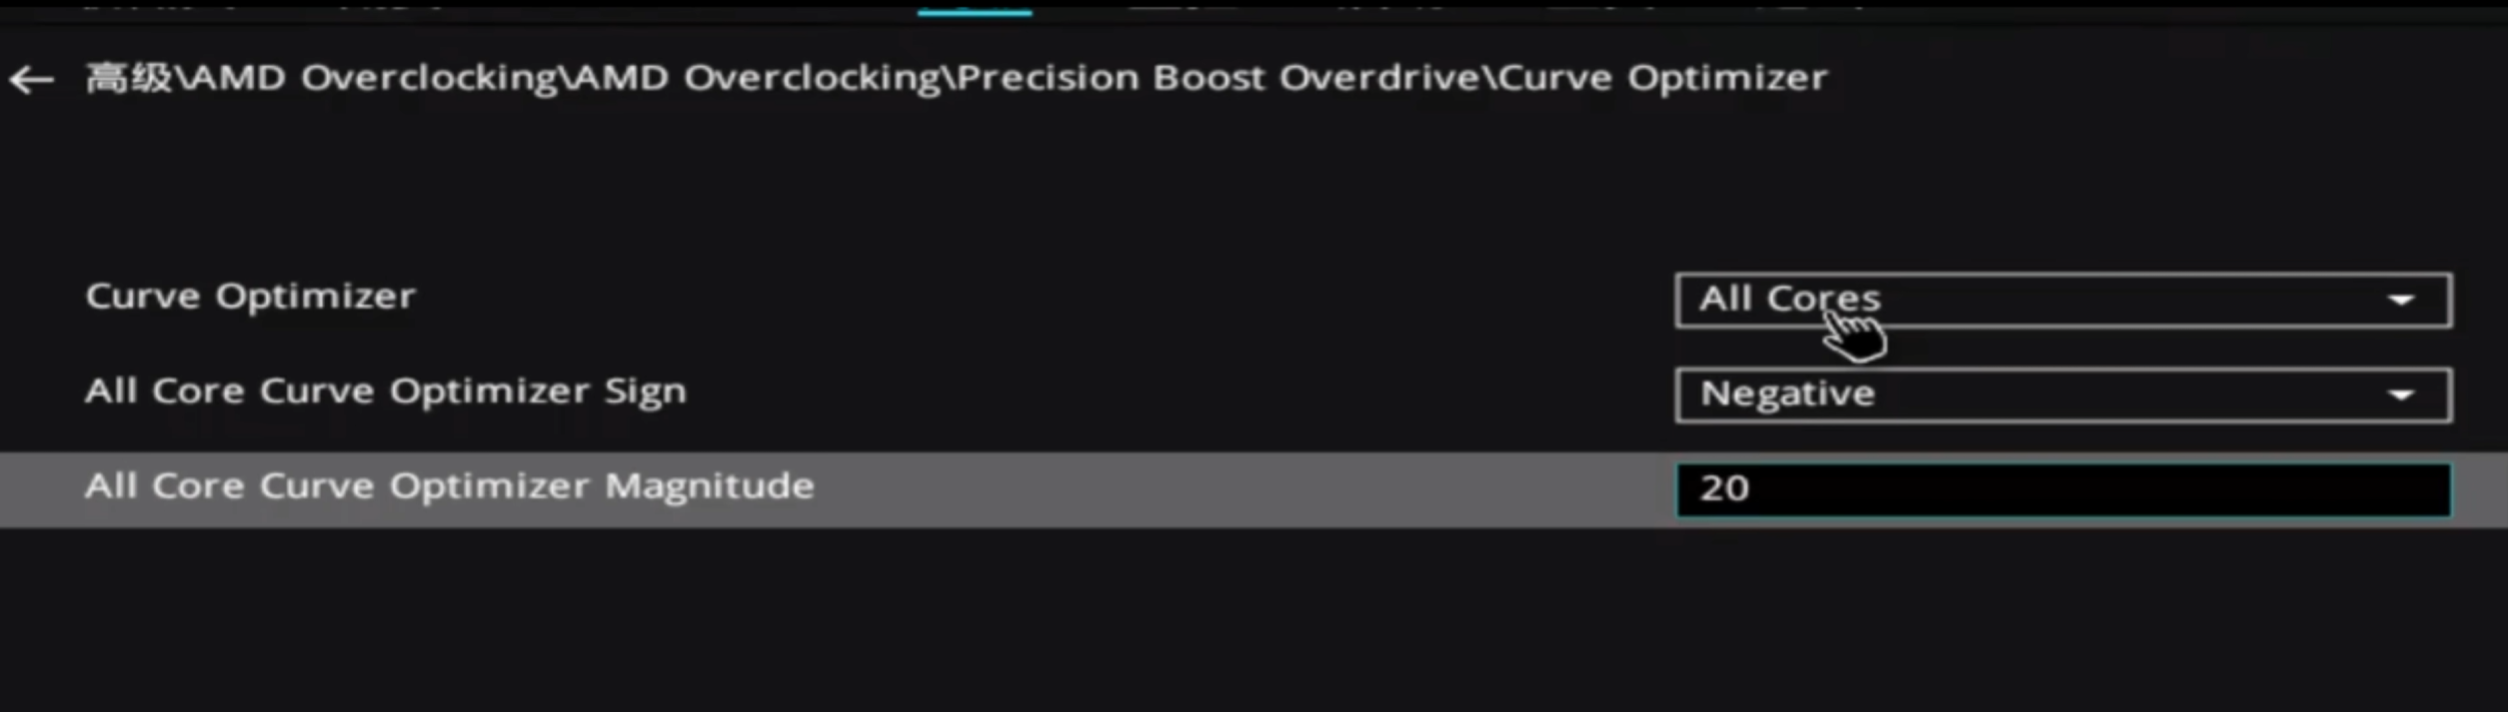 高级\AMD Overclocking\AMD Overclocking\Precision Boost Overdrive\Curve Optimizer
Curve Optimizer
All Cores
All Core Curve Optimizer Sign
Negative
All Core Curve Optimizer Magnitude
20